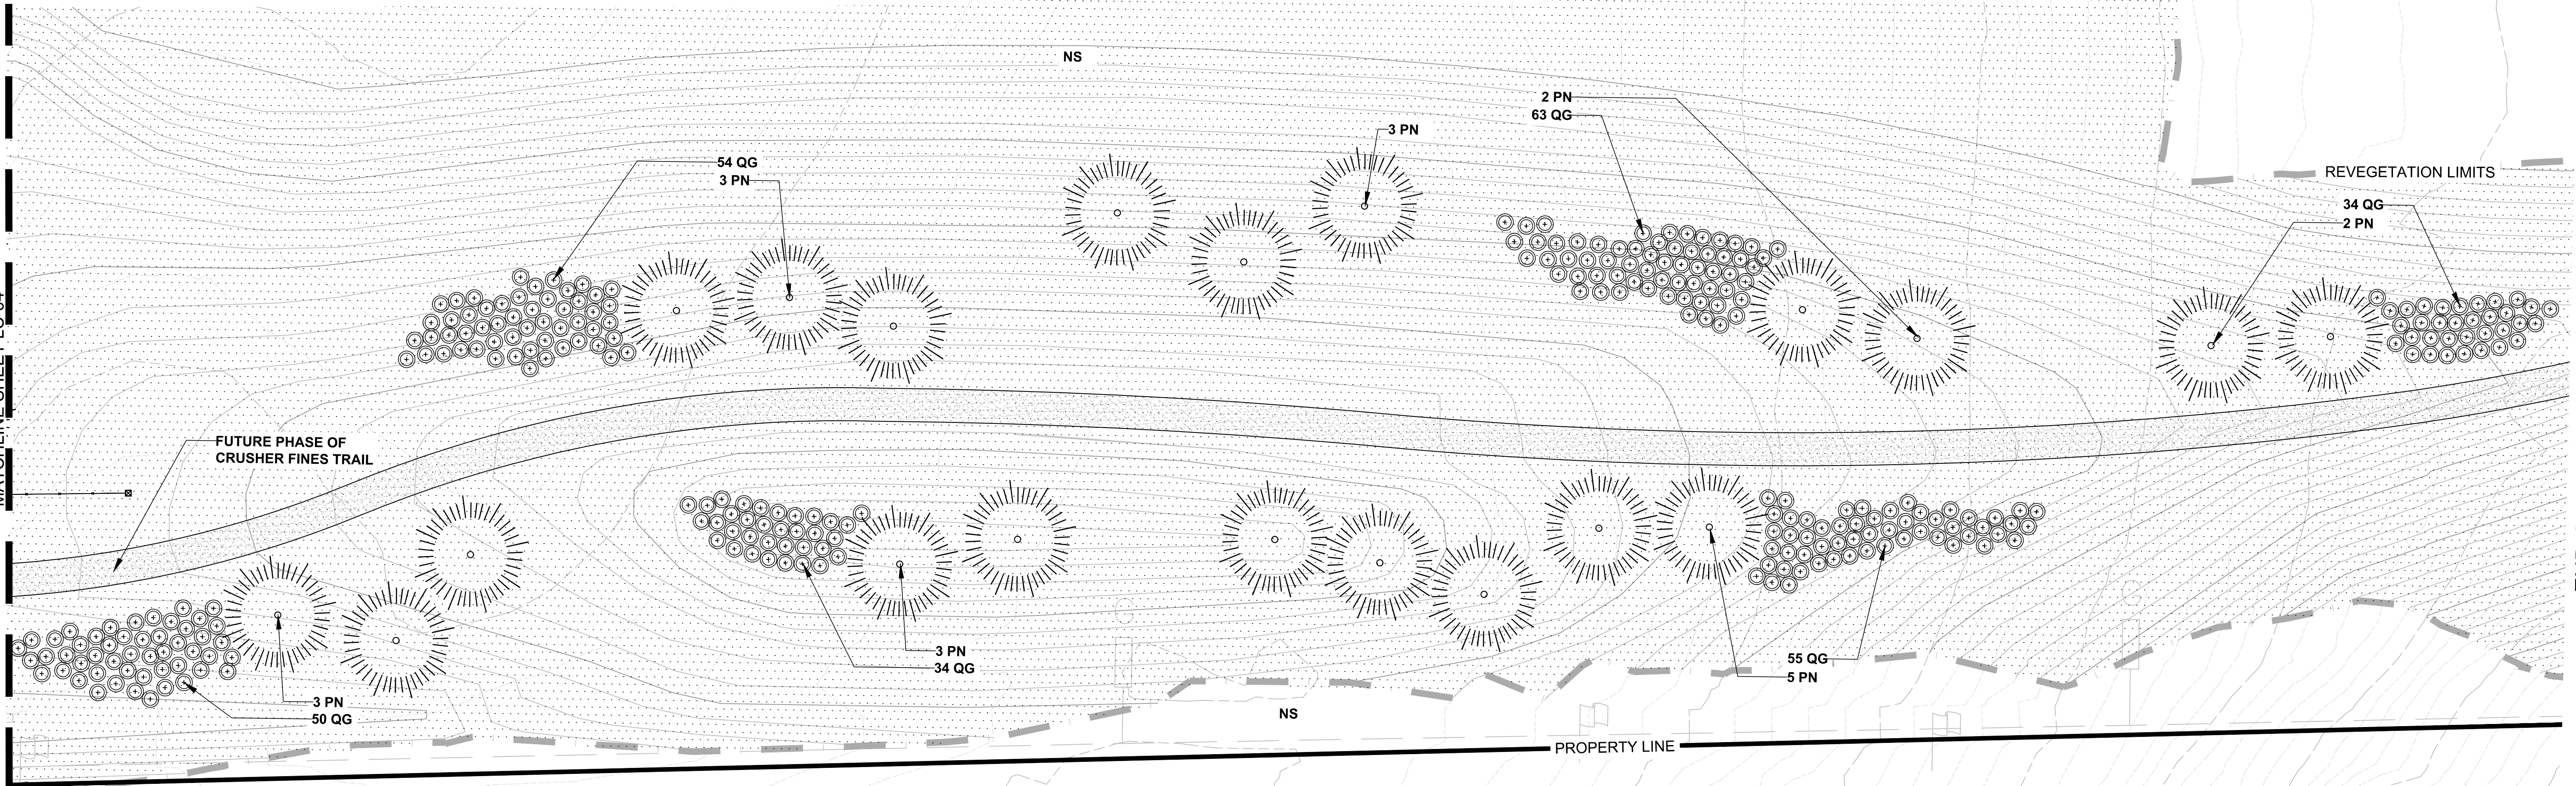 NS
2 PN
63 QG
3 PN
54 QG
3 PN
REVEGETATION LIMITS
34 QG
2 PN
FUTURE PHASE OF
CRUSHER FINES TRAIL
3 PN
34 QG
55 QG
5 PN
3 PN
50 QG
NS
PROPERTY LINE